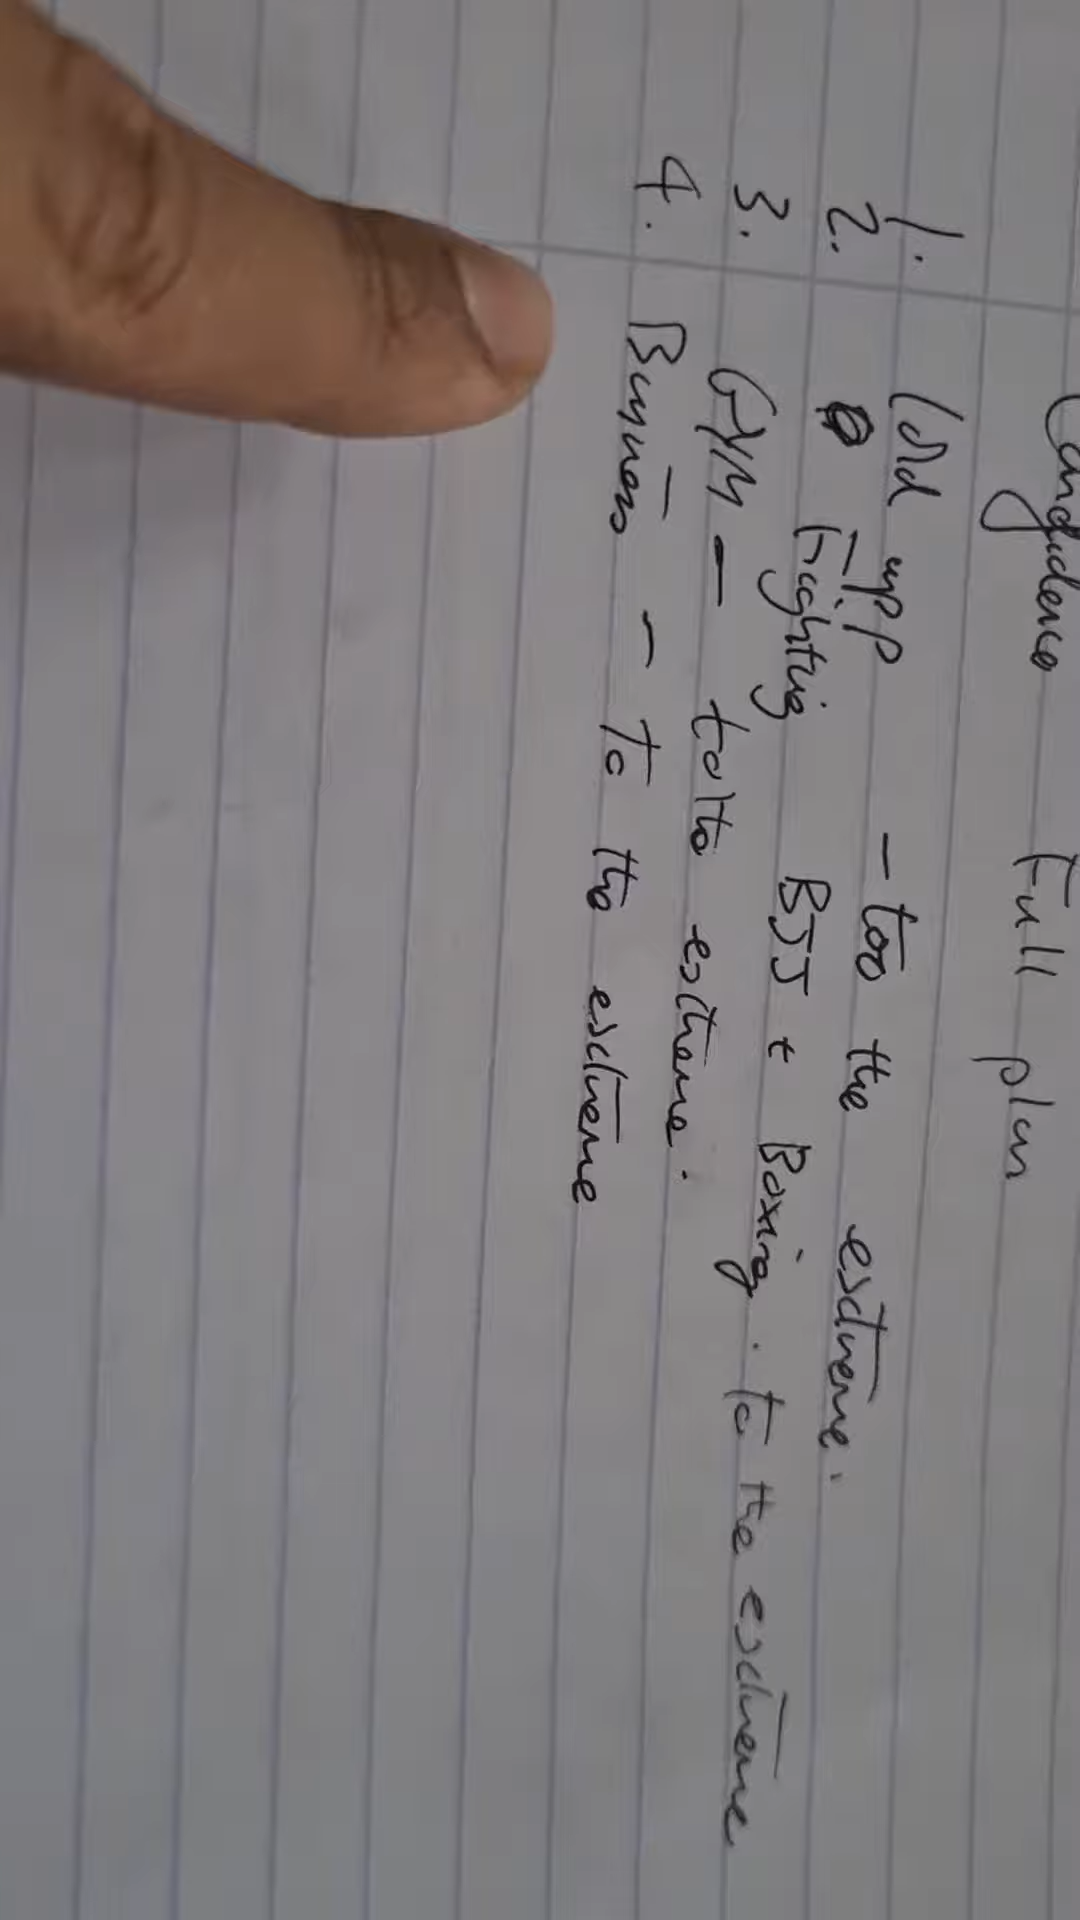 Confidence Full plan
1. Cold app - too the extreme.
2. Fighting BJJ + Boxing. to the extreme
3. GYM - to the extreme.
4. Business - To the extreme